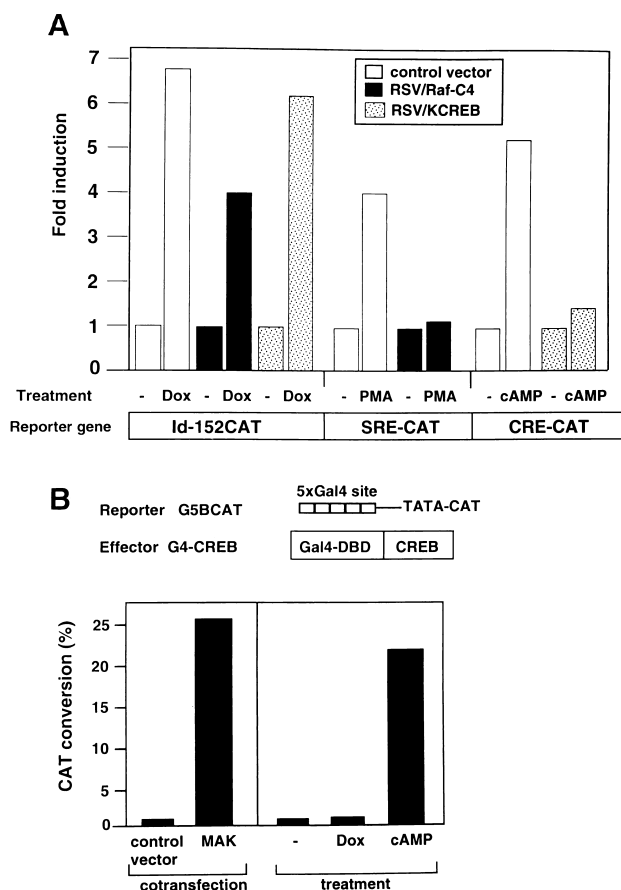 A
Fold induction
7
6
5
4
3
2
1
0
control vector
RSV/Raf-C4
RSV/KCREB
Treatment - Dox - Dox - Dox - PMA - PMA - cAMP - cAMP
Reporter gene Id-152CAT SRE-CAT CRE-CAT
B
5xGal4 site
Reporter G5BCAT TATA-CAT
Effector G4-CREB Gal4-DBD CREB
CAT conversion (%)
25
20
15
10
5
0
control vector MAK - Dox cAMP
cotransfection treatment